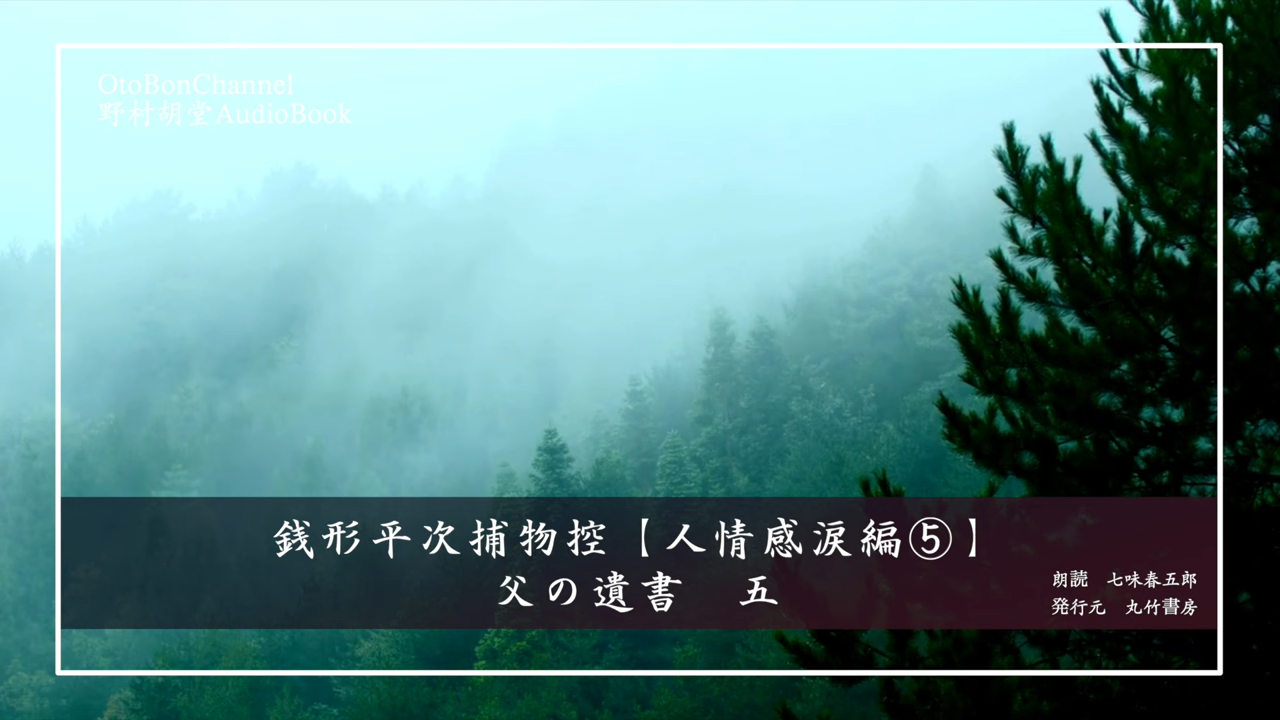 OtoBonChannel
野村胡堂AudioBook
銭形平次捕物控【人情感涙編⑤】
父の遺書　五
朗読　七味春五郎
発行元　丸竹書房